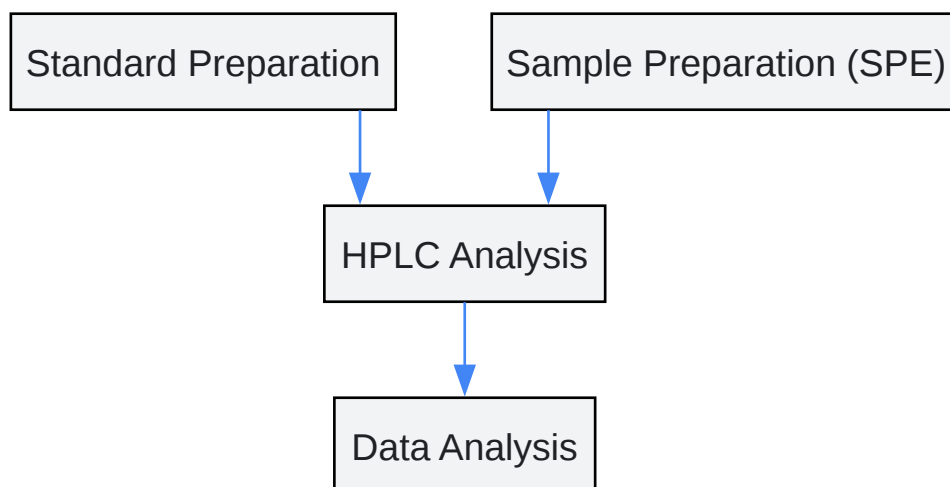 Standard Preparation
Sample Preparation (SPE)
HPLC Analysis
Data Analysis